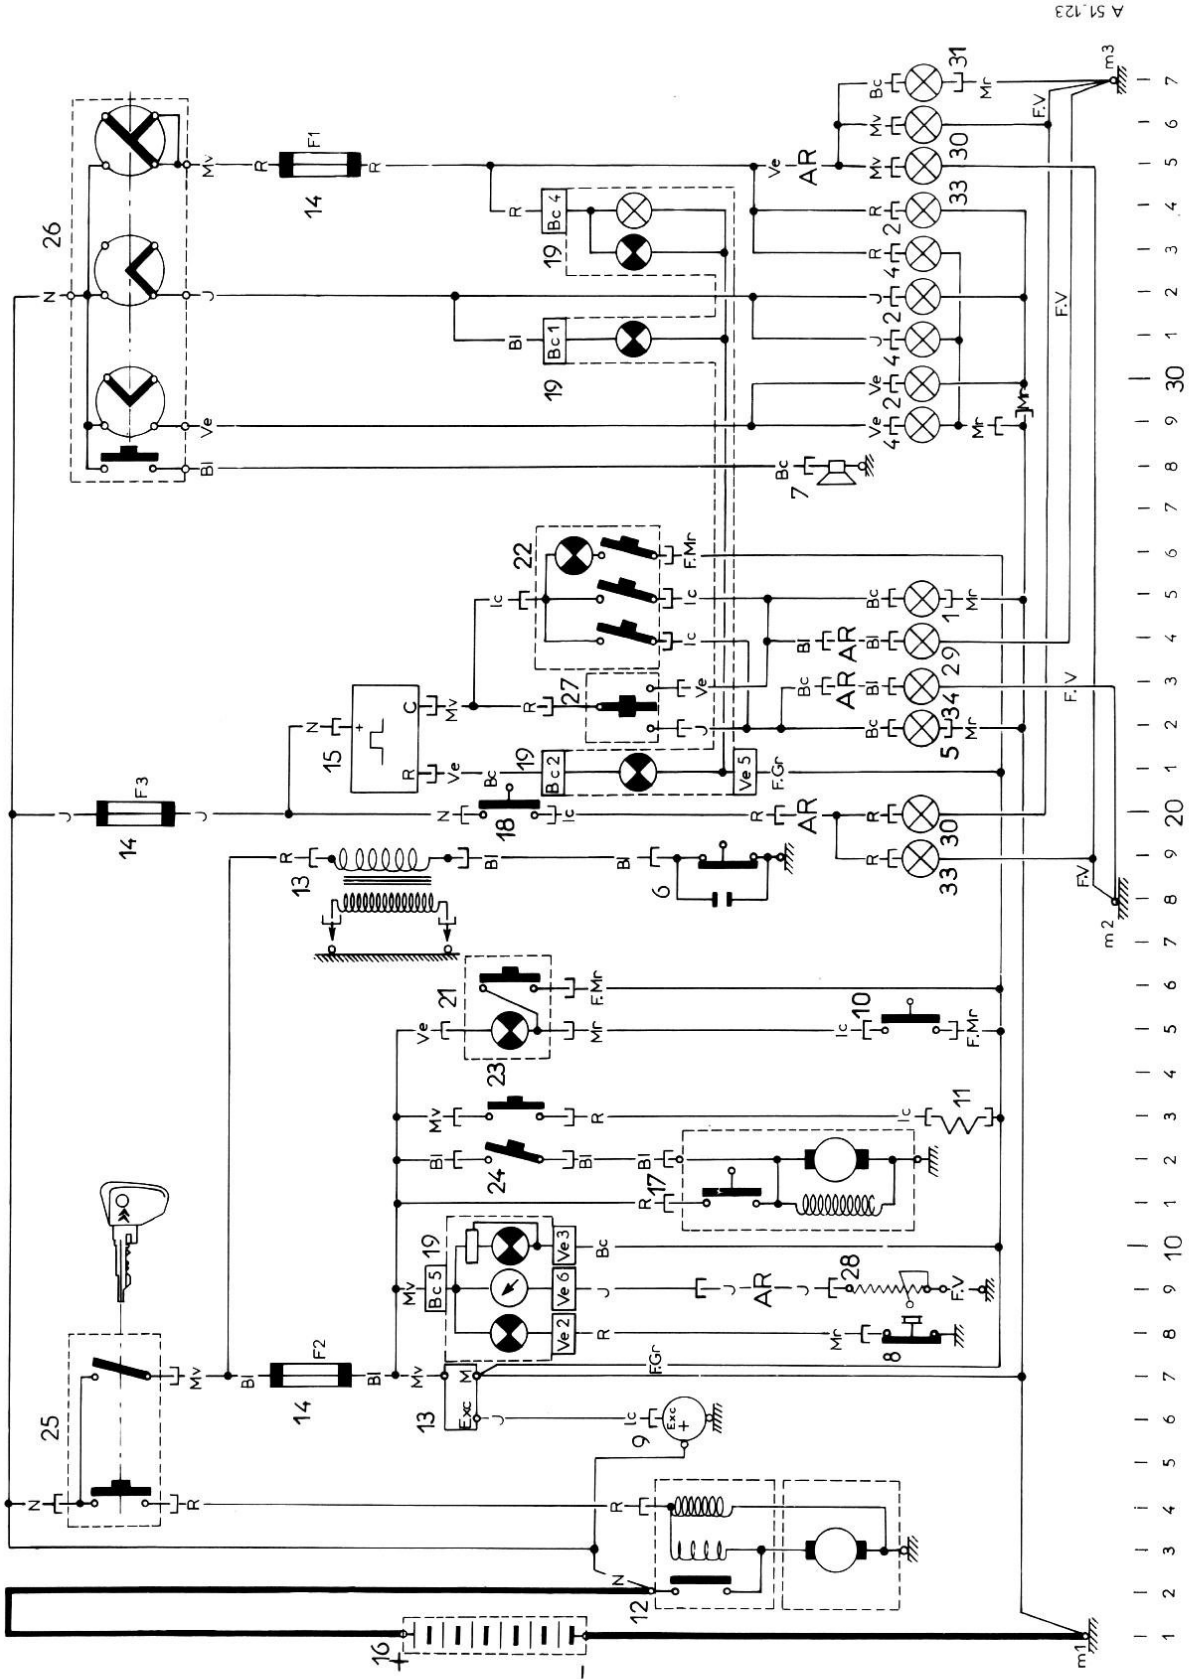 16
+
-
m1
1
N
12
2
3
25
N
R
R
4
5
13
Exc
M
J
Ic
9
Exc
+
6
Mv
Bl
F2
14
Bl
Mv
F.Gr
7
Mv
Bc 5
19
Ve 2
R
Mr
8
8
Ve 6
J
J
AR
J
28
F.V
9
Ve 3
Bc
10
R
17
1
Bl
24
Bl
Bl
2
Mv
R
Ic
11
3
4
Ve
23
Mr
Ic
10
F.Mr
5
21
F.Mr
6
7
m2
8
R
13
Bl
Bl
6
R
33
F.V
9
J
F3
14
J
N
18
Ic
R
AR
R
30
20
15
R
Ve
Bc
19
Bc 2
Ve 5
F.Gr
1
N
+
C
J
Bc
5
Mr
2
Mv
R
27
Ve
Bc
AR
Bl
34
F.V
3
Ic
Ic
Bl
AR
Bl
29
4
22
Ic
Bc
1
Mr
5
F.Mr
6
7
Bl
Bc
7
8
Ve
Ve
4
Mr
9
Ve
2
Mr
30
Bl
19
Bc 1
J
4
1
26
N
J
J
2
F.V
2
19
R
4
3
R
Bc 4
R
2
4
Mv
R
F1
14
R
Ve
AR
Mv
33
5
Mv
30
F.V
6
Bc
31
Mr
m3
7
A 51.123